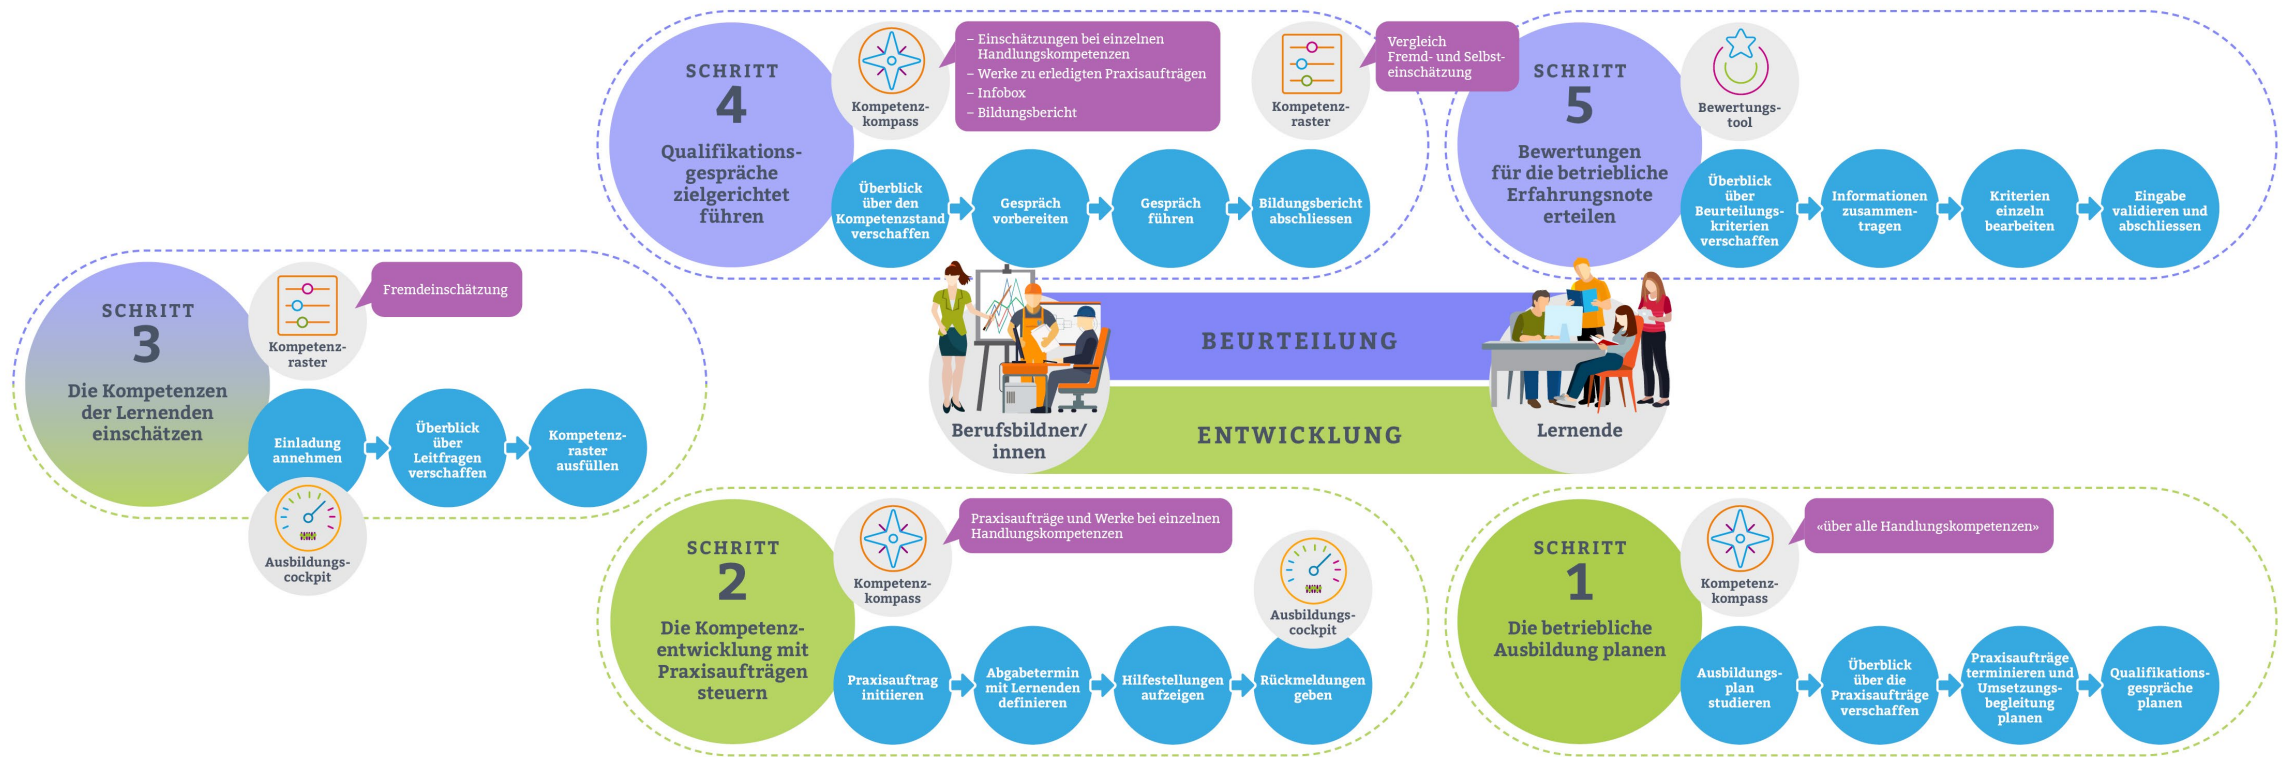 SCHRITT
4
Qualifikations-
gespräche
zielgerichtet
führen
Kompetenz-
kompass
– Einschätzungen bei einzelnen
Handlungskompetenzen
– Werke zu erledigten Praxisaufträgen
– Infobox
– Bildungsbericht
Kompetenz-
raster
Vergleich
Fremd- und Selbst-
einschätzung
Überblick
über den
Kompetenzstand
verschaffen
Gespräch
vorbereiten
Gespräch
führen
Bildungsbericht
abschliessen
SCHRITT
5
Bewertungen
für die betriebliche
Erfahrungsnote
erteilen
Bewertungs-
tool
Überblick
über
Beurteilungs-
kriterien
verschaffen
Informationen
zusammen-
tragen
Kriterien
einzeln
bearbeiten
Eingabe
validieren und
abschliessen
SCHRITT
3
Die Kompetenzen
der Lernenden
einschätzen
Kompetenz-
raster
Fremdeinschätzung
Einladung
annehmen
Überblick
über
Leitfragen
verschaffen
Kompetenz-
raster
ausfüllen
Ausbildungs-
cockpit
BEURTEILUNG
ENTWICKLUNG
Berufsbildner/
innen
Lernende
SCHRITT
2
Die Kompetenz-
entwicklung mit
Praxisaufträgen
steuern
Kompetenz-
kompass
Praxisaufträge und Werke bei einzelnen
Handlungskompetenzen
Ausbildungs-
cockpit
Praxisauftrag
initiieren
Abgabetermin
mit Lernenden
definieren
Hilfestellungen
aufzeigen
Rückmeldungen
geben
SCHRITT
1
Die betriebliche
Ausbildung planen
Kompetenz-
kompass
«über alle Handlungskompetenzen»
Ausbildungs-
plan
studieren
Überblick
über die
Praxisaufträge
verschaffen
Praxisaufträge
terminieren und
Umsetzungs-
begleitung
planen
Qualifikations-
gespräche
planen